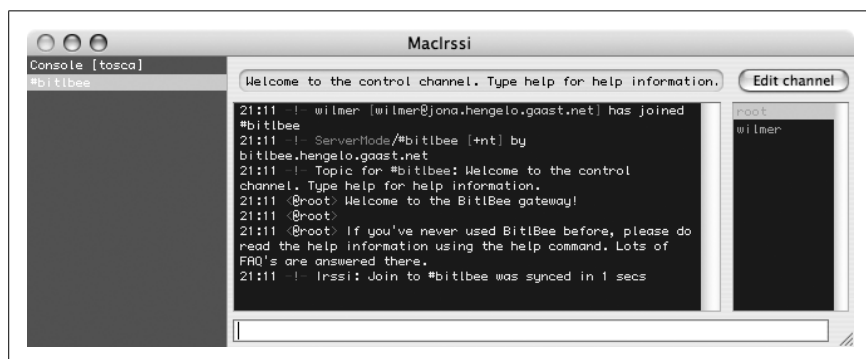 MacIrssi
Console [tosca]
#bitlbee
Welcome to the control channel. Type help for help information.
Edit channel
21:11 -!- wilmer [wilmer@jona.hengelo.gaast.net] has joined
#bitlbee
21:11 -!- ServerMode/#bitlbee [+nt] by
bitlbee.hengelo.gaast.net
21:11 -!- Topic for #bitlbee: Welcome to the control
channel. Type help for help information.
21:11 <@root> Welcome to the BitlBee gateway!
21:11 <@root>
21:11 <@root> If you've never used BitlBee before, please do
read the help information using the help command. Lots of
FAQ's are answered there.
21:11 -!- Irssi: Join to #bitlbee was synced in 1 secs
root
wilmer